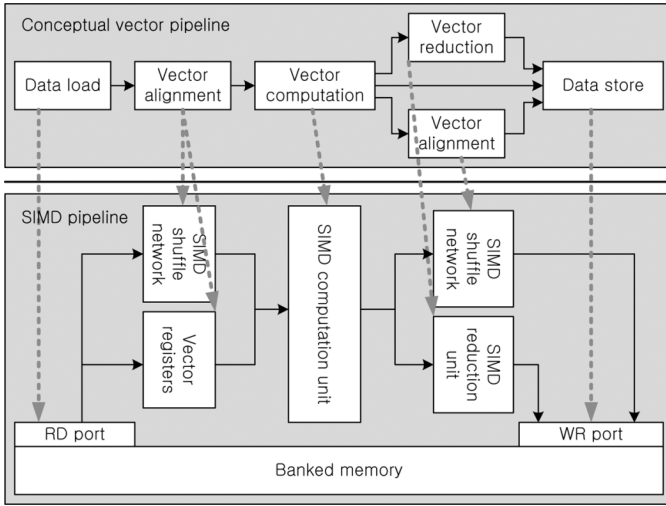 Conceptual vector pipeline
Vector
reduction
Data load
Vector
alignment
Vector
computation
Data store
Vector
alignment
SIMD pipeline
SIMD
shuffle
network
Vector
registers
SIMD computation unit
SIMD
shuffle
network
SIMD
reduction
unit
RD port
WR port
Banked memory